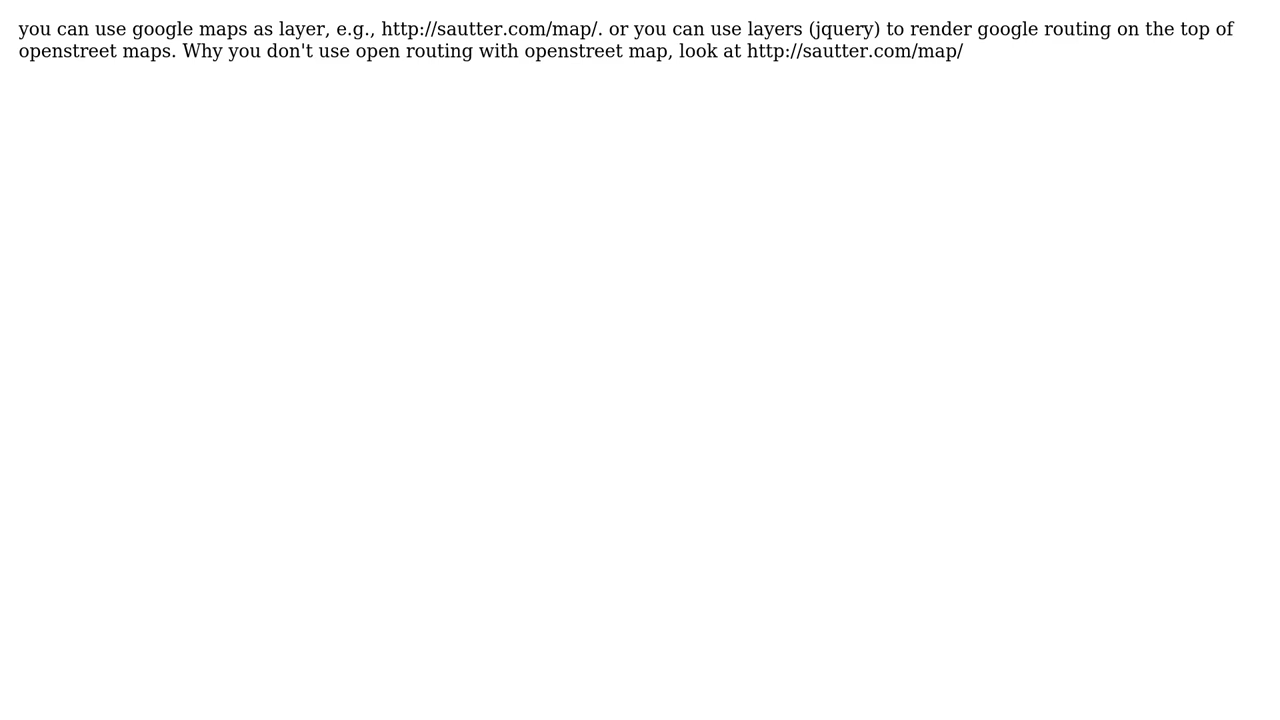 you can use google maps as layer, e.g., http://sautter.com/map/. or you can use layers (jquery) to render google routing on the top of
openstreet maps. Why you don't use open routing with openstreet map, look at http://sautter.com/map/